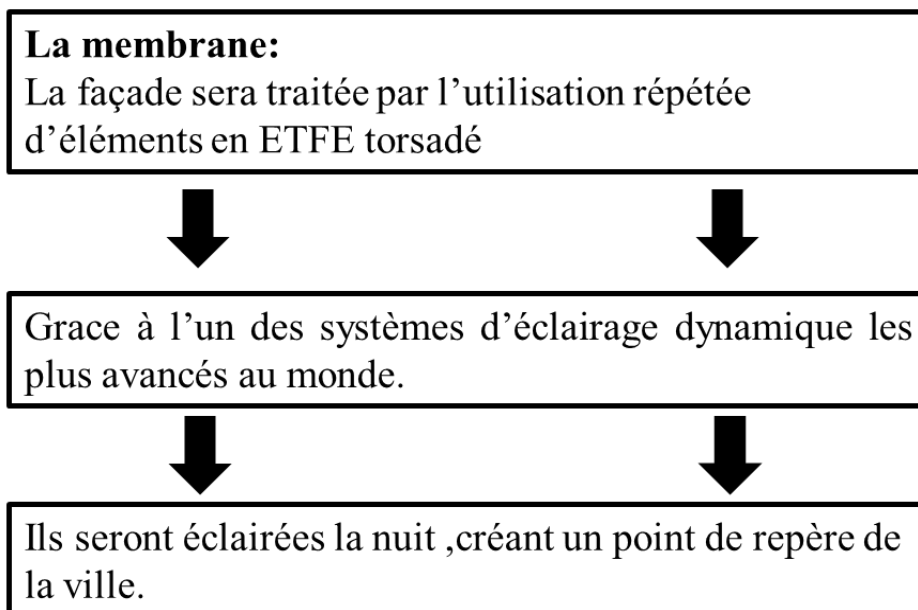 La membrane:
La façade sera traitée par l’utilisation répétée
d’éléments en ETFE torsadé
Grace à l’un des systèmes d’éclairage dynamique les
plus avancés au monde.
Ils seront éclairées la nuit ,créant un point de repère de
la ville.